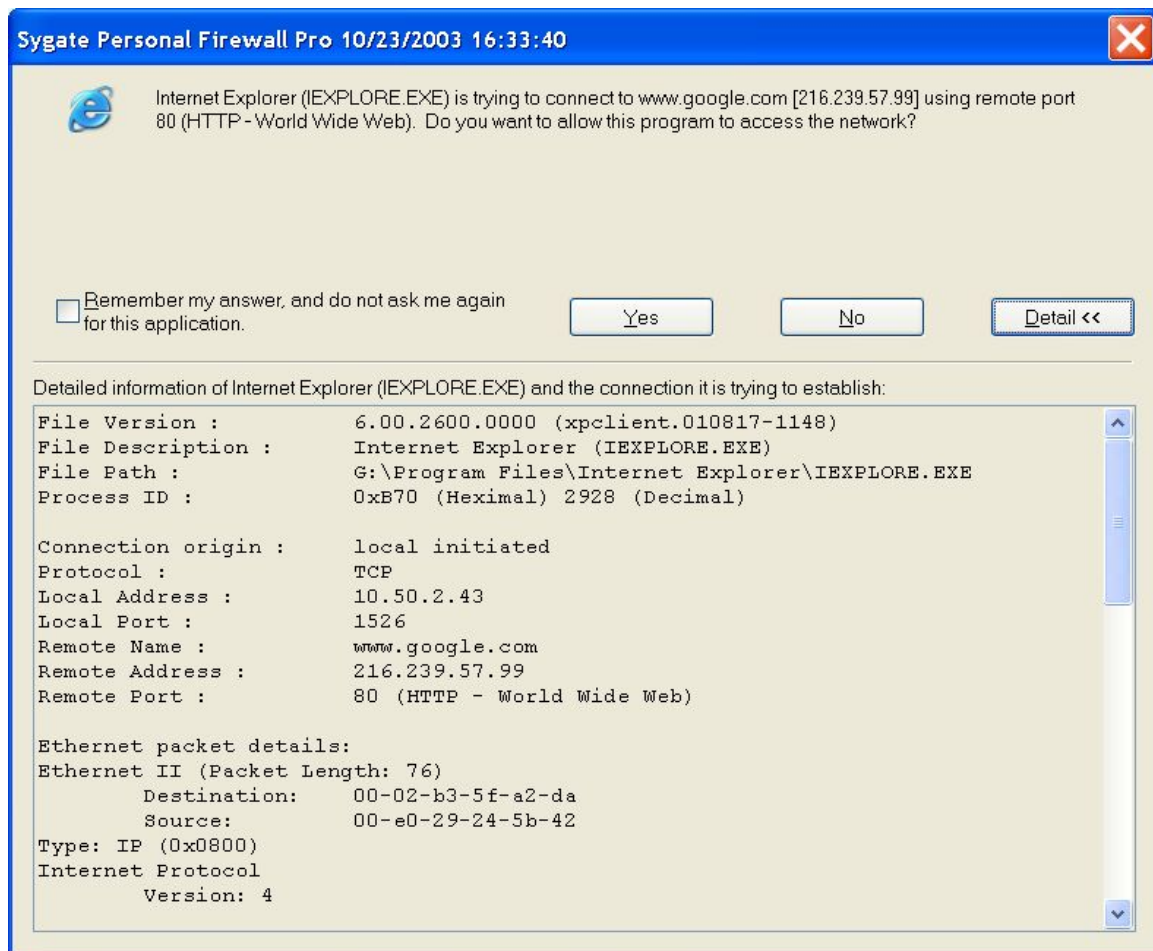 Sygate Personal Firewall Pro 10/23/2003 16:33:40
Internet Explorer (IEXPLORE.EXE) is trying to connect to www.google.com [216.239.57.99] using remote port
80 (HTTP - World Wide Web). Do you want to allow this program to access the network?
Remember my answer, and do not ask me again
for this application.
Yes
No
Detail <<
Detailed information of Internet Explorer (IEXPLORE.EXE) and the connection it is trying to establish:
File Version : 6.00.2600.0000 (xpclient.010817-1148)
File Description : Internet Explorer (IEXPLORE.EXE)
File Path : G:\Program Files\Internet Explorer\IEXPLORE.EXE
Process ID : 0xB70 (Heximal) 2928 (Decimal)
Connection origin : local initiated
Protocol : TCP
Local Address : 10.50.2.43
Local Port : 1526
Remote Name : www.google.com
Remote Address : 216.239.57.99
Remote Port : 80 (HTTP - World Wide Web)
Ethernet packet details:
Ethernet II (Packet Length: 76)
Destination: 00-02-b3-5f-a2-da
Source: 00-e0-29-24-5b-42
Type: IP (0x0800)
Internet Protocol
Version: 4